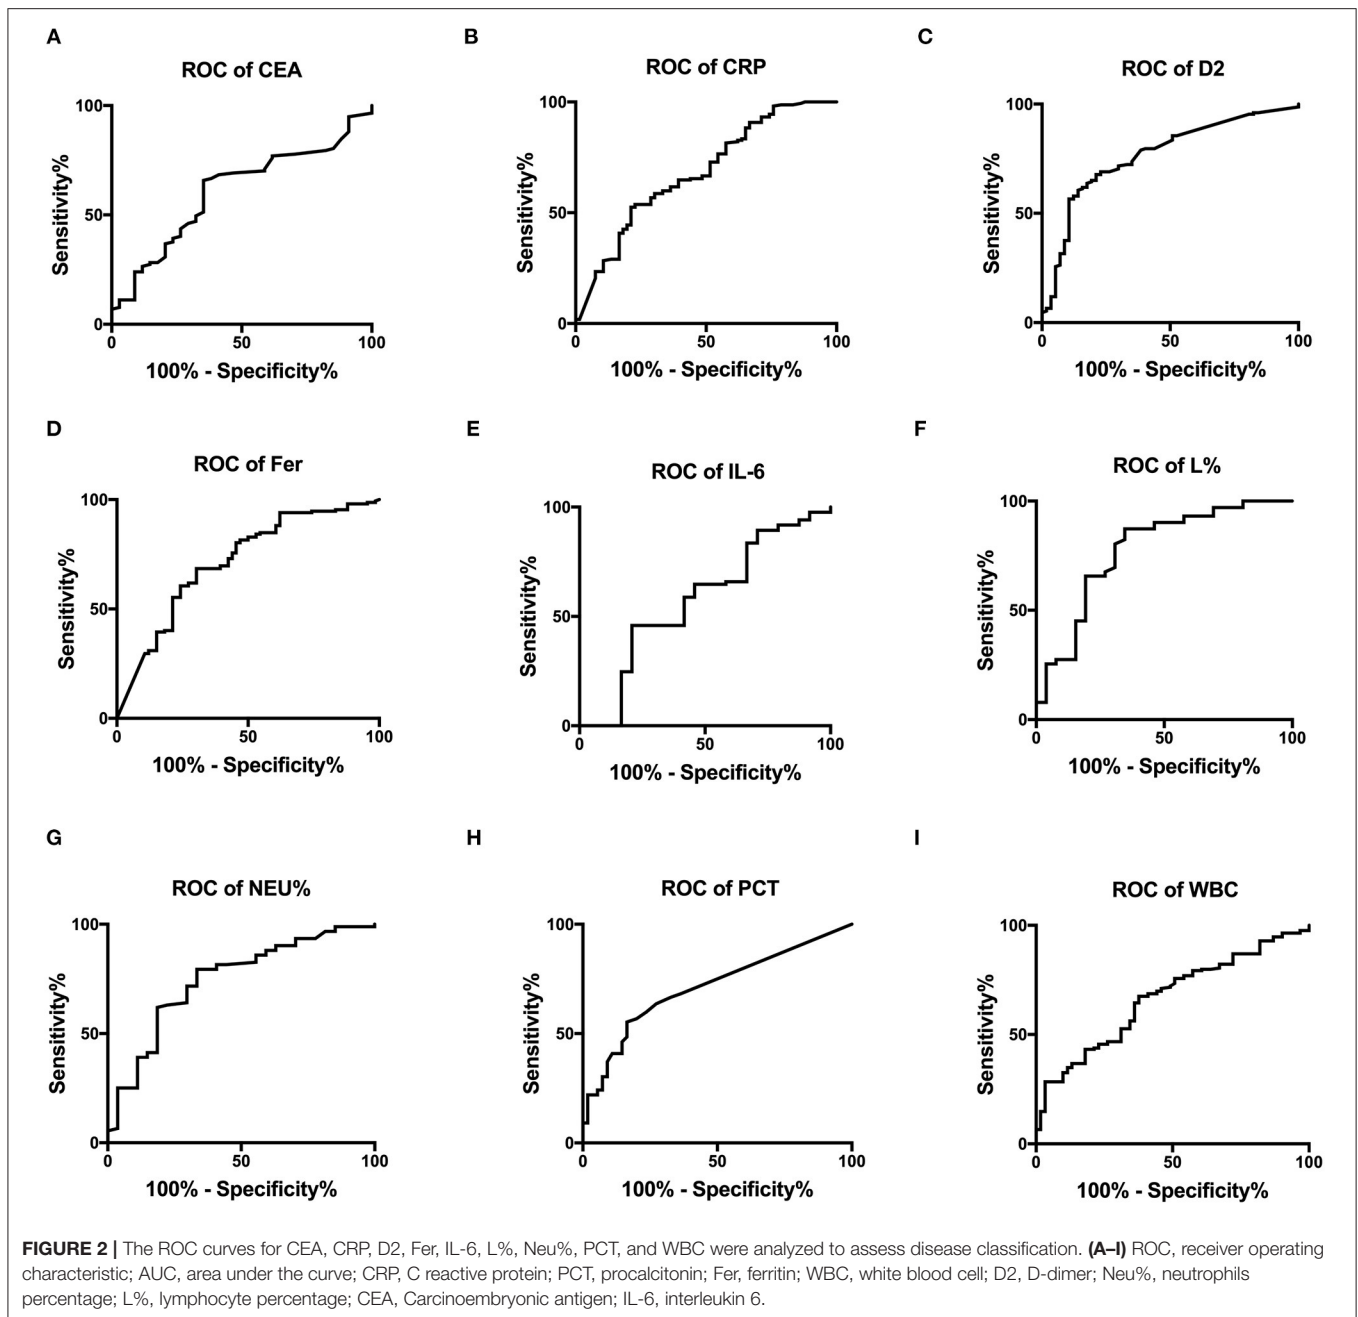 A
ROC of CEA
100
50
0
0 50 100
Sensitivity%
100% - Specificity%
B
ROC of CRP
100
50
0
0 50 100
Sensitivity%
100% - Specificity%
C
ROC of D2
100
50
0
0 50 100
Sensitivity%
100% - Specificity%
D
ROC of Fer
100
50
0
0 50 100
Sensitivity%
100% - Specificity%
E
ROC of IL-6
100
50
0
0 50 100
Sensitivity%
100% - Specificity%
F
ROC of L%
100
50
0
0 50 100
Sensitivity%
100% - Specificity%
G
ROC of NEU%
100
50
0
0 50 100
Sensitivity%
100% - Specificity%
H
ROC of PCT
100
50
0
0 50 100
Sensitivity%
100% - Specificity%
I
ROC of WBC
100
50
0
0 50 100
Sensitivity%
100% - Specificity%
FIGURE 2 | The ROC curves for CEA, CRP, D2, Fer, IL-6, L%, Neu%, PCT, and WBC were analyzed to assess disease classification. (A–I) ROC, receiver operating
characteristic; AUC, area under the curve; CRP, C reactive protein; PCT, procalcitonin; Fer, ferritin; WBC, white blood cell; D2, D-dimer; Neu%, neutrophils
percentage; L%, lymphocyte percentage; CEA, Carcinoembryonic antigen; IL-6, interleukin 6.